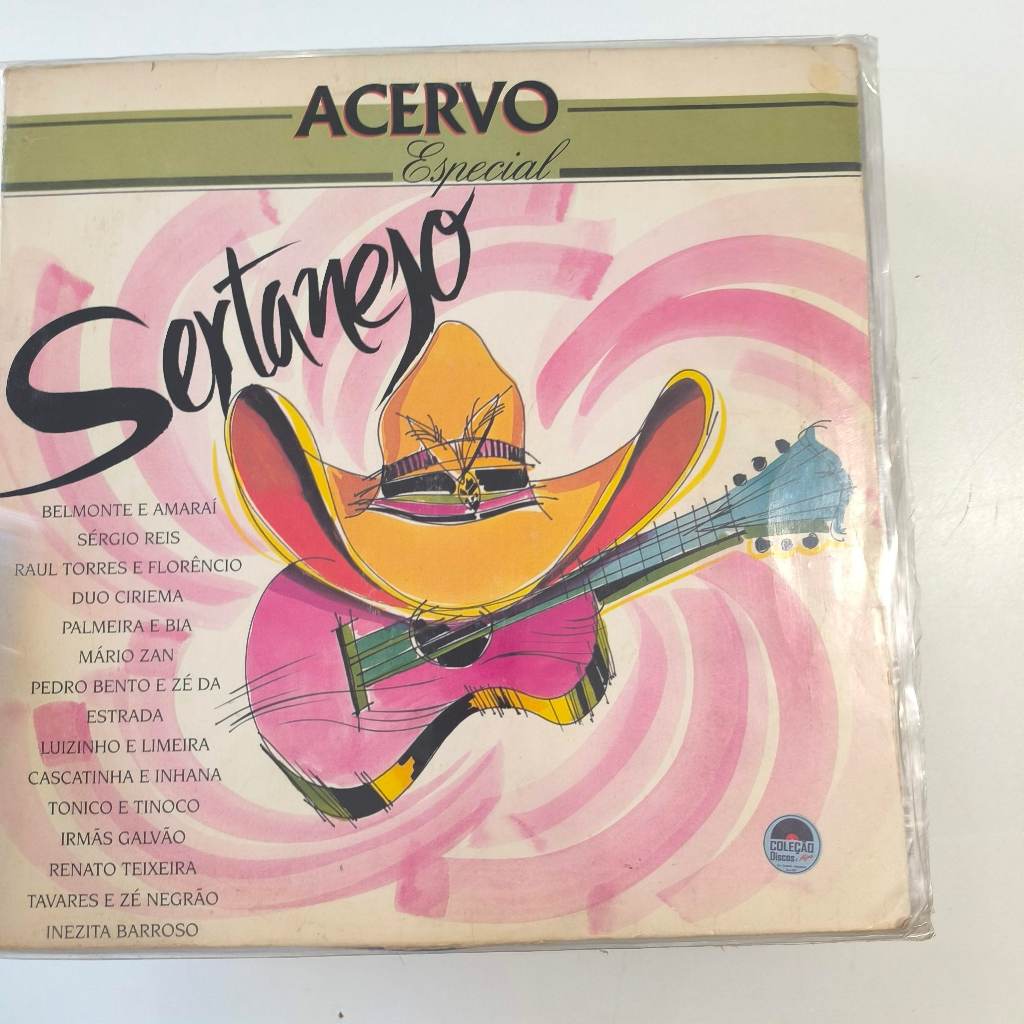 ACERVO
Especial
Sertanejo
BELMONTE E AMARAÍ
SÉRGIO REIS
RAUL TORRES E FLORÊNCIO
DUO CIRIEMA
PALMEIRA E BIA
MÁRIO ZAN
PEDRO BENTO E ZÉ DA
ESTRADA
LUIZINHO E LIMEIRA
CASCATINHA E INHANA
TONICO E TINOCO
IRMÃS GALVÃO
RENATO TEIXEIRA
TAVARES E ZÉ NEGRÃO
INEZITA BARROSO
COLEÇÃO
Discos